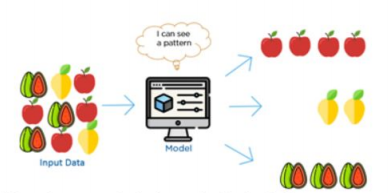 I can see
a pattern
Model
Input Data